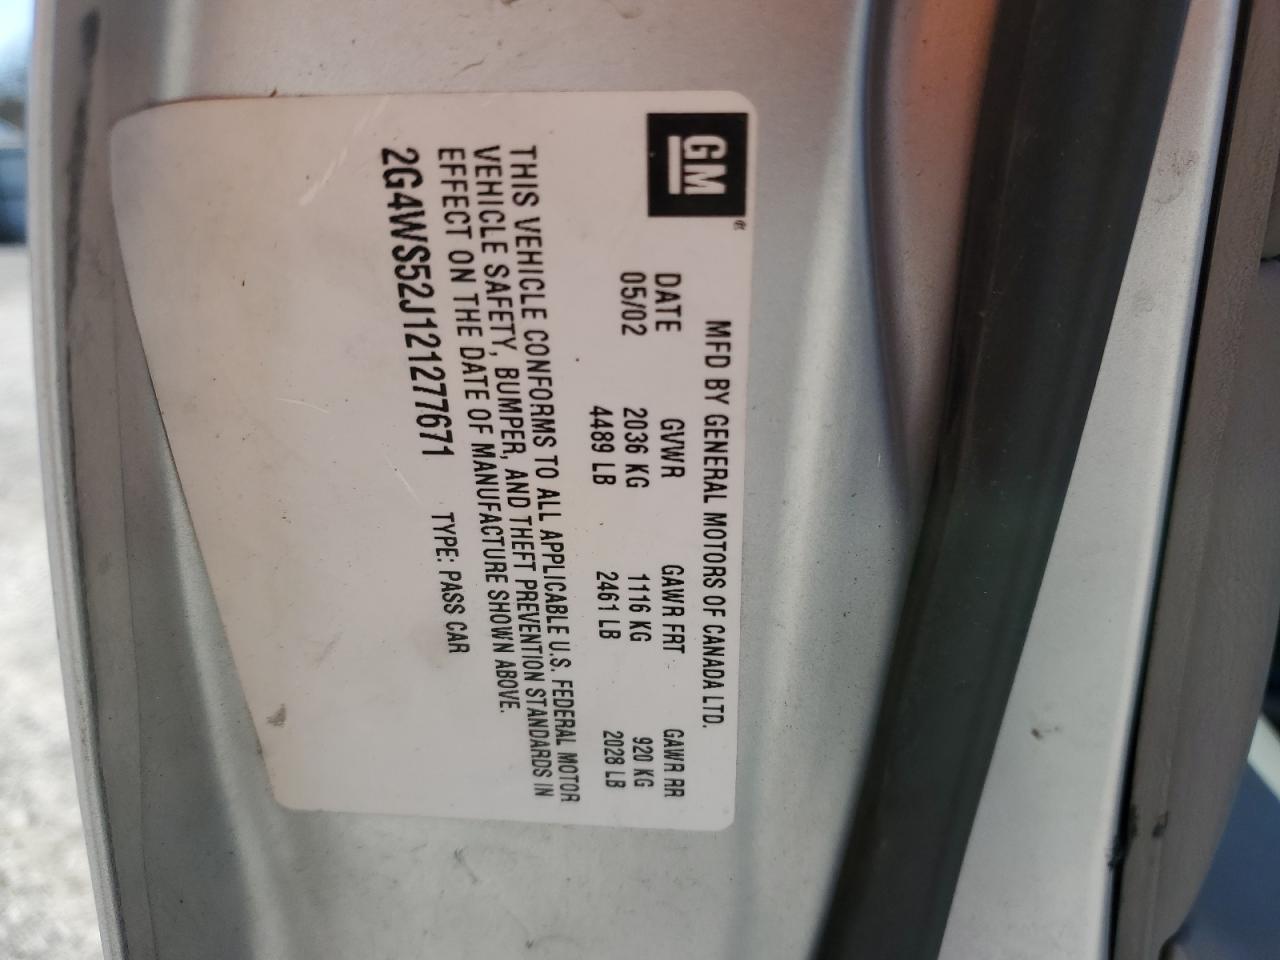 GM®
MFD BY GENERAL MOTORS OF CANADA LTD.
DATE GVWR GAWR FRT GAWR RR
05/02 2036 KG 1116 KG 920 KG
4489 LB 2461 LB 2028 LB
THIS VEHICLE CONFORMS TO ALL APPLICABLE U.S. FEDERAL MOTOR
VEHICLE SAFETY, BUMPER, AND THEFT PREVENTION STANDARDS IN
EFFECT ON THE DATE OF MANUFACTURE SHOWN ABOVE.
2G4WS52J121277671 TYPE: PASS CAR